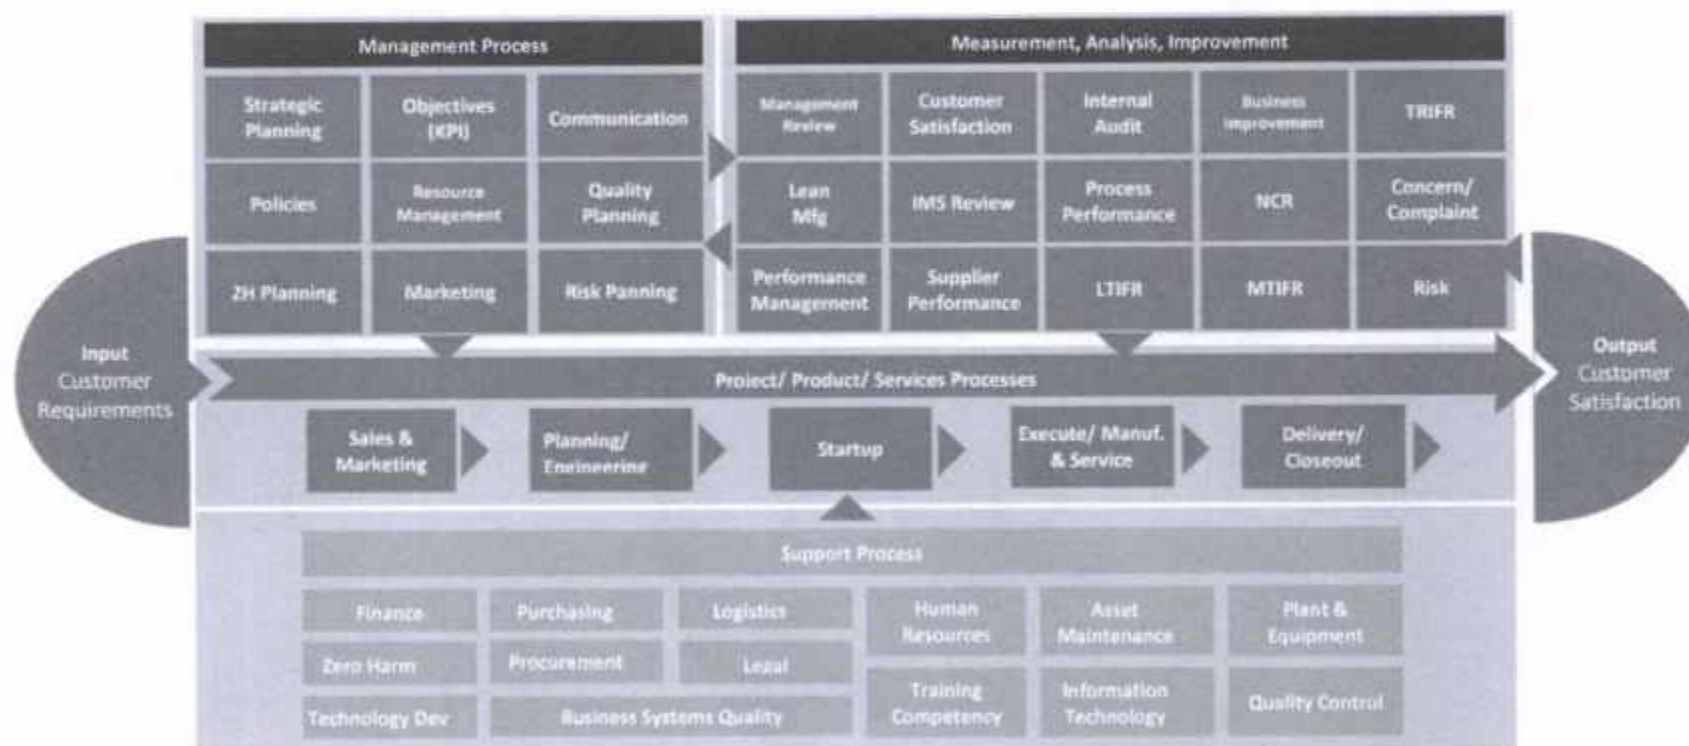 Management Process
Measurement, Analysis, Improvement
Strategic
Planning
Objectives
(KPI)
Communication
Management
Review
Customer
Satisfaction
Internal
Audit
Business
Improvement
TRIFR
Policies
Resource
Management
Quality
Planning
Lean
Mfg
IMS Review
Process
Performance
NCR
Concern/
Complaint
2H Planning
Marketing
Risk Panning
Performance
Management
Supplier
Performance
LTIFR
MTIFR
Risk
Input
Customer
Requirements
Project/ Product/ Services Processes
Output
Customer
Satisfaction
Sales &
Marketing
Planning/
Engineering
Startup
Execute/ Manuf.
& Service
Delivery/
Closeout
Support Process
Finance
Purchasing
Logistics
Human
Resources
Asset
Maintenance
Plant &
Equipment
Zero Harm
Procurement
Legal
Technology Dev
Business Systems Quality
Training
Competency
Information
Technology
Quality Control